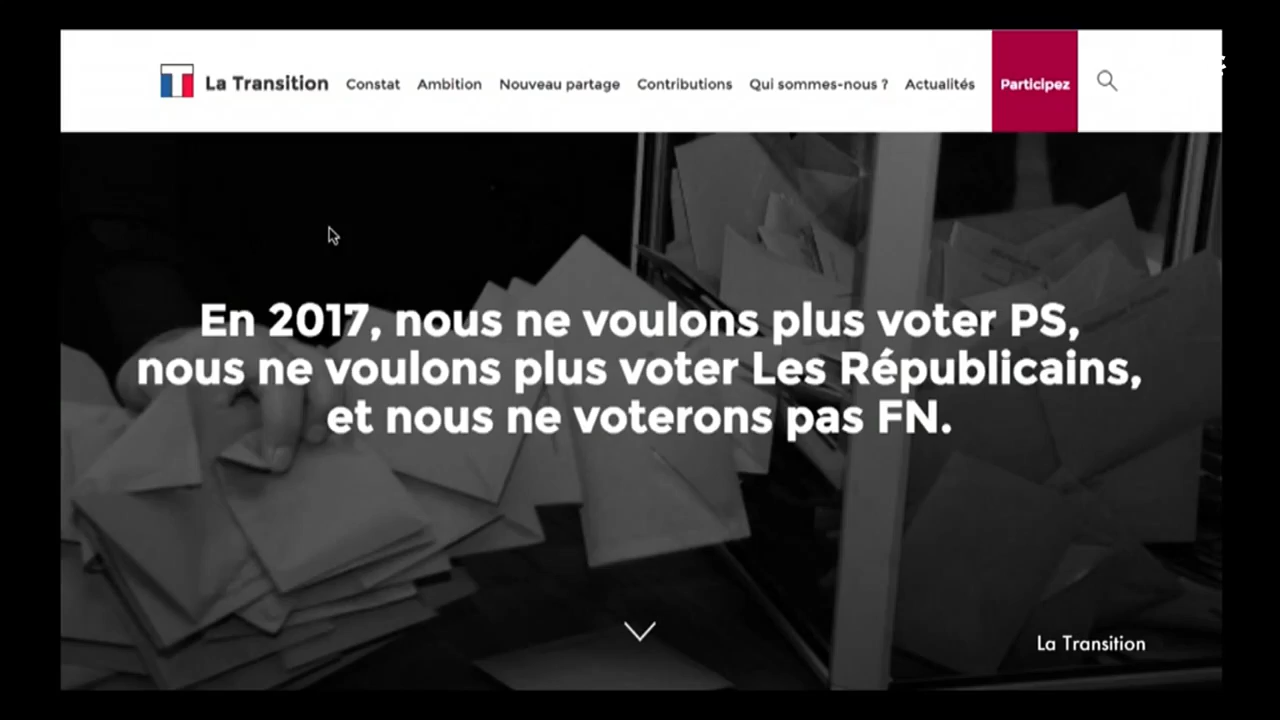 La Transition
Constat Ambition Nouveau partage Contributions Qui sommes-nous ? Actualités Participez
En 2017, nous ne voulons plus voter PS,
nous ne voulons plus voter Les Républicains,
et nous ne voterons pas FN.
La Transition